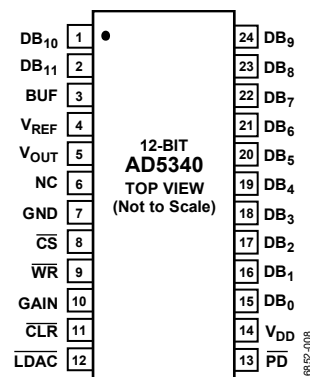 DB10 1
DB11 2
BUF 3
VREF 4
VOUT 5
NC 6
GND 7
CS 8
WR 9
GAIN 10
CLR 11
LDAC 12
12-BIT
AD5340
TOP VIEW
(Not to Scale)
24 DB9
23 DB8
22 DB7
21 DB6
20 DB5
19 DB4
18 DB3
17 DB2
16 DB1
15 DB0
14 VDD
13 PD